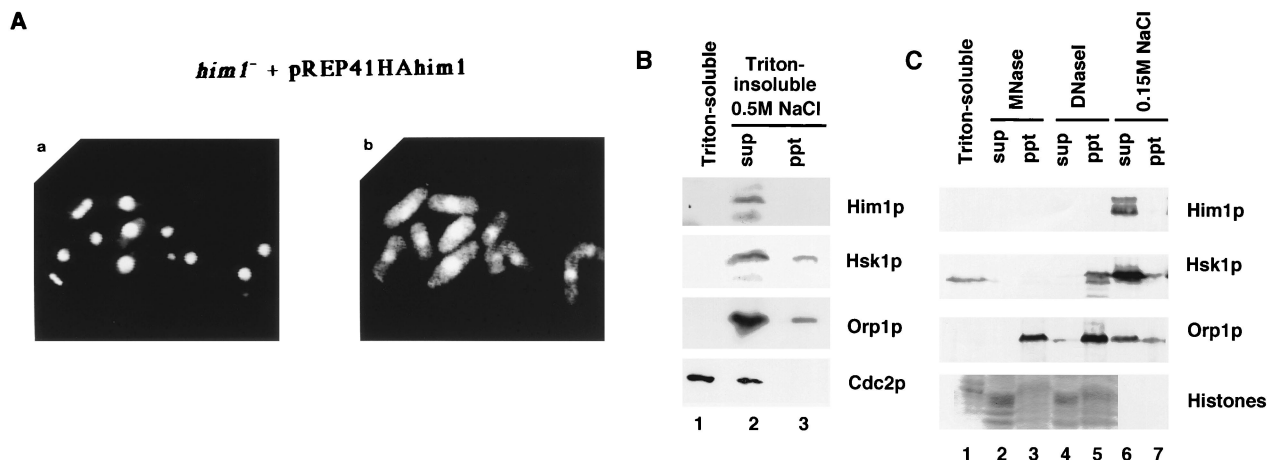 A
him1⁻ + pREP41HAhim1
a
b
B
Triton-soluble
Triton-
insoluble
0.5M NaCl
sup
ppt
Him1p
Hsk1p
Orp1p
Cdc2p
1 2 3
C
Triton-soluble
MNase
DNaseI
0.15M NaCl
sup
ppt
sup
ppt
sup
ppt
Him1p
Hsk1p
Orp1p
Histones
1 2 3 4 5 6 7